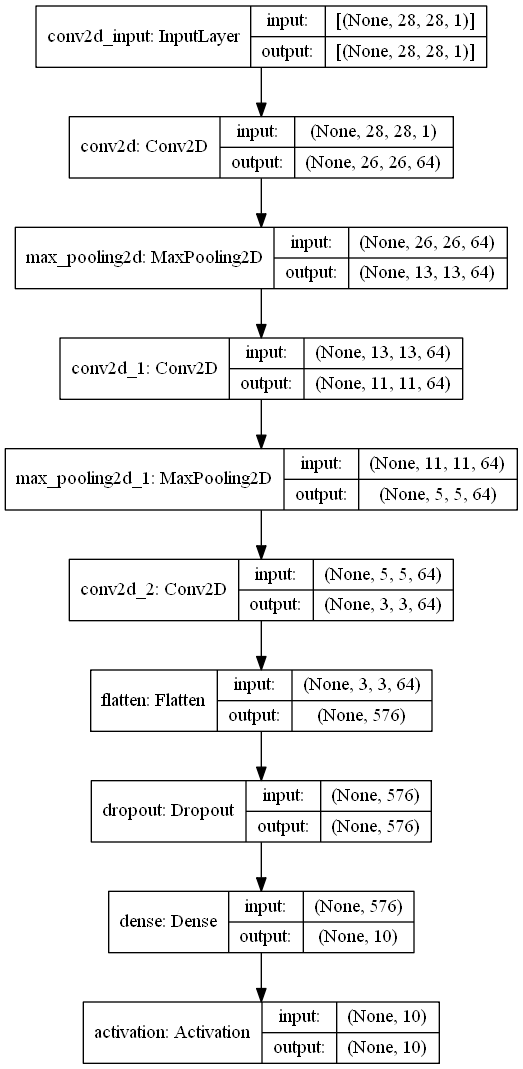 conv2d_input: InputLayer
input:
[(None, 28, 28, 1)]
output:
[(None, 28, 28, 1)]
conv2d: Conv2D
input:
(None, 28, 28, 1)
output:
(None, 26, 26, 64)
max_pooling2d: MaxPooling2D
input:
(None, 26, 26, 64)
output:
(None, 13, 13, 64)
conv2d_1: Conv2D
input:
(None, 13, 13, 64)
output:
(None, 11, 11, 64)
max_pooling2d_1: MaxPooling2D
input:
(None, 11, 11, 64)
output:
(None, 5, 5, 64)
conv2d_2: Conv2D
input:
(None, 5, 5, 64)
output:
(None, 3, 3, 64)
flatten: Flatten
input:
(None, 3, 3, 64)
output:
(None, 576)
dropout: Dropout
input:
(None, 576)
output:
(None, 576)
dense: Dense
input:
(None, 576)
output:
(None, 10)
activation: Activation
input:
(None, 10)
output:
(None, 10)